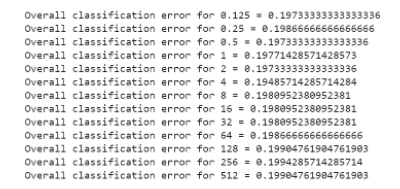 Overall classification error for 0.125 = 0.19733333333333336
Overall classification error for 0.25 = 0.19866666666666666
Overall classification error for 0.5 = 0.19733333333333336
Overall classification error for 1 = 0.19771428571428573
Overall classification error for 2 = 0.19733333333333336
Overall classification error for 4 = 0.19485714285714284
Overall classification error for 8 = 0.1980952380952381
Overall classification error for 16 = 0.1980952380952381
Overall classification error for 32 = 0.1980952380952381
Overall classification error for 64 = 0.19866666666666666
Overall classification error for 128 = 0.19904761904761903
Overall classification error for 256 = 0.1994285714285714
Overall classification error for 512 = 0.19904761904761903